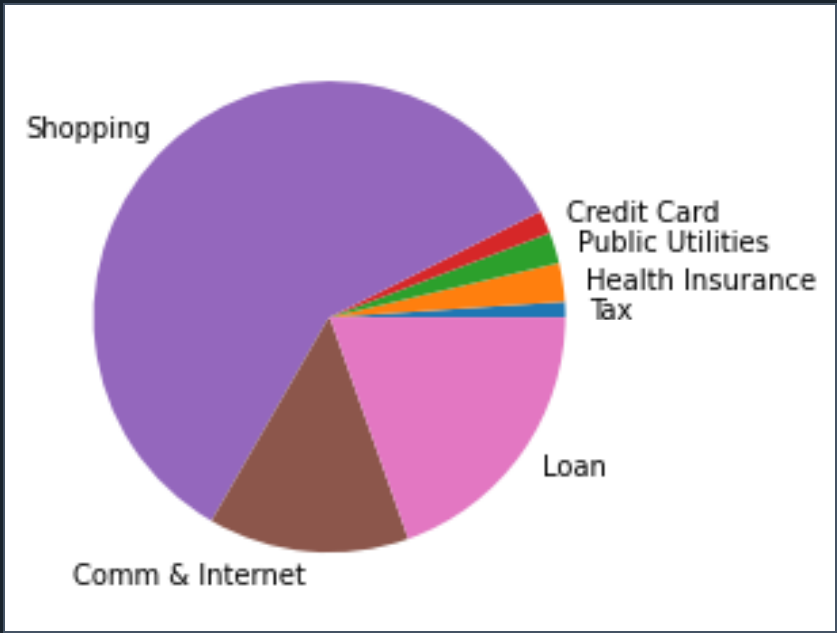 Shopping
Credit Card
Public Utilities
Health Insurance
Tax
Loan
Comm & Internet